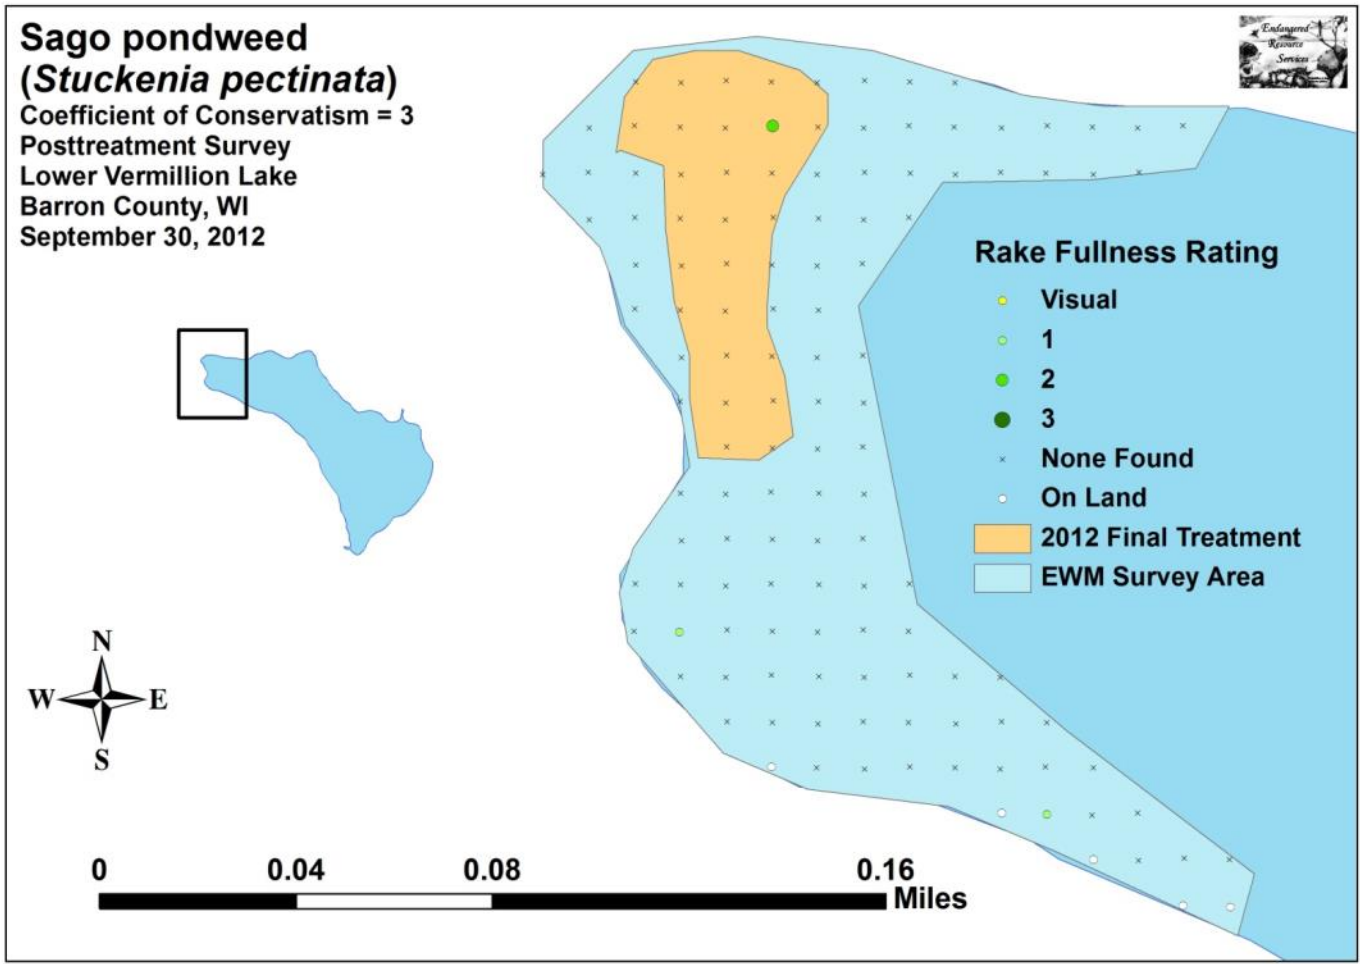 Sago pondweed
(Stuckenia pectinata)
Coefficient of Conservatism = 3
Posttreatment Survey
Lower Vermillion Lake
Barron County, WI
September 30, 2012
Endangered
Resource
Services
Rake Fullness Rating
Visual
1
2
3
None Found
On Land
2012 Final Treatment
EWM Survey Area
N
W E
S
0 0.04 0.08 0.16
Miles